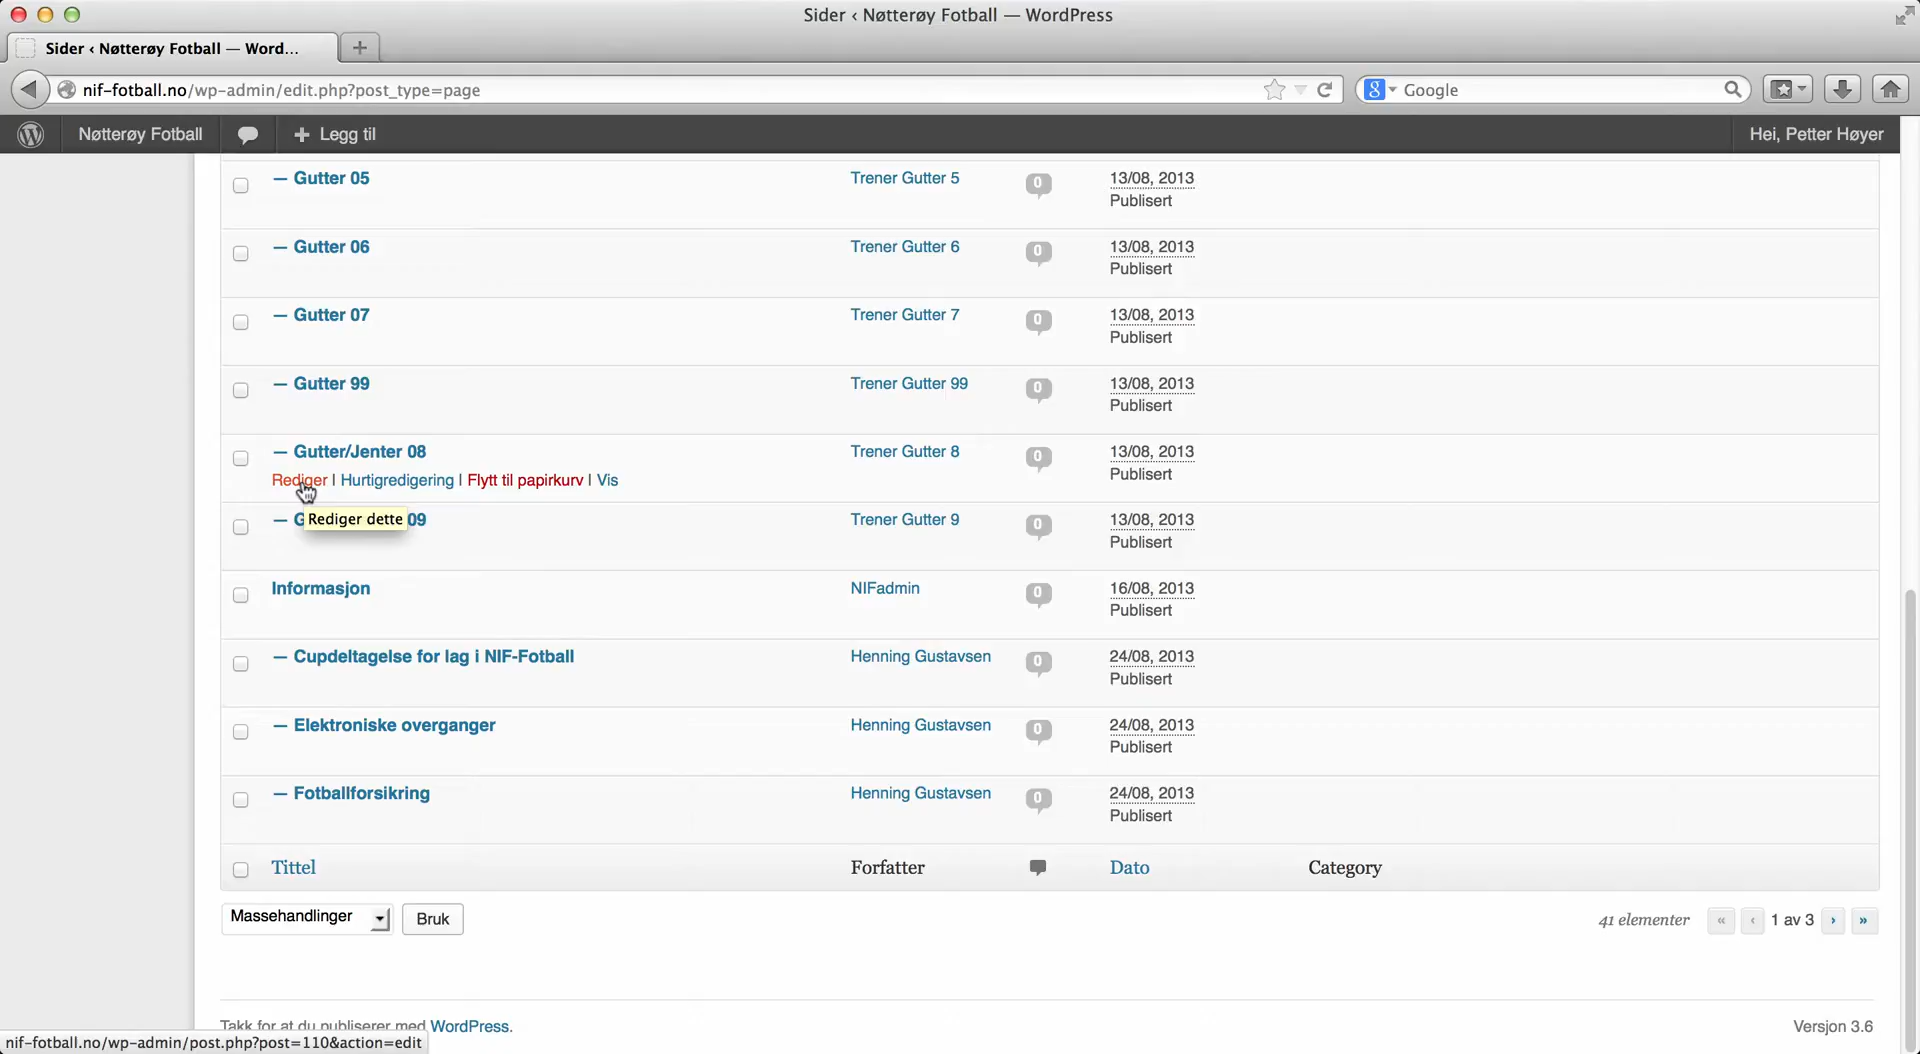 Sider ‹ Nøtterøy Fotball — WordPress
Sider ‹ Nøtterøy Fotball — Word...
nif-fotball.no/wp-admin/edit.php?post_type=page
Google
Nøtterøy Fotball
+ Legg til
Hei, Petter Høyer
— Gutter 05 Trener Gutter 5 0 13/08, 2013
Publisert
— Gutter 06 Trener Gutter 6 0 13/08, 2013
Publisert
— Gutter 07 Trener Gutter 7 0 13/08, 2013
Publisert
— Gutter 99 Trener Gutter 99 0 13/08, 2013
Publisert
— Gutter/Jenter 08 Trener Gutter 8 0 13/08, 2013
Rediger | Hurtigredigering | Flytt til papirkurv | Vis Publisert
— G Rediger dette 09 Trener Gutter 9 0 13/08, 2013
Publisert
Informasjon NIFadmin 0 16/08, 2013
Publisert
— Cupdeltagelse for lag i NIF-Fotball Henning Gustavsen 0 24/08, 2013
Publisert
— Elektroniske overganger Henning Gustavsen 0 24/08, 2013
Publisert
— Fotballforsikring Henning Gustavsen 0 24/08, 2013
Publisert
Tittel Forfatter Dato Category
Massehandlinger Bruk 41 elementer « ‹ 1 av 3 › »
Takk for at du publiserer med WordPress. Versjon 3.6
nif-fotball.no/wp-admin/post.php?post=110&action=edit